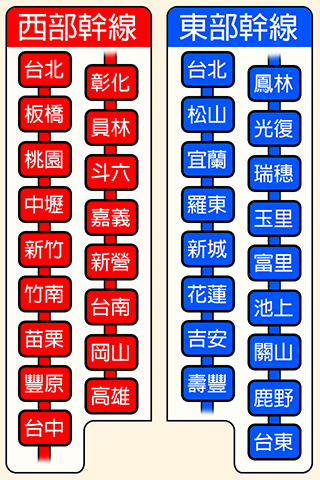 西部幹線
台北
板橋
桃園
中壢
新竹
竹南
苗栗
豐原
台中
彰化
員林
斗六
嘉義
新營
台南
岡山
高雄
東部幹線
台北
松山
宜蘭
羅東
新城
花蓮
吉安
壽豐
鳳林
光復
瑞穗
玉里
富里
池上
關山
鹿野
台東